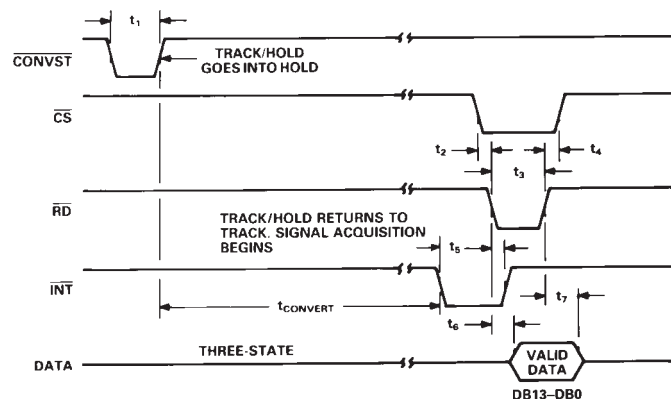 t1
CONVST
TRACK/HOLD
GOES INTO HOLD
CS
t2
t3
t4
RD
TRACK/HOLD RETURNS TO
TRACK. SIGNAL ACQUISITION
BEGINS
t5
INT
tCONVERT
t6
t7
DATA
THREE-STATE
VALID
DATA
DB13–DB0